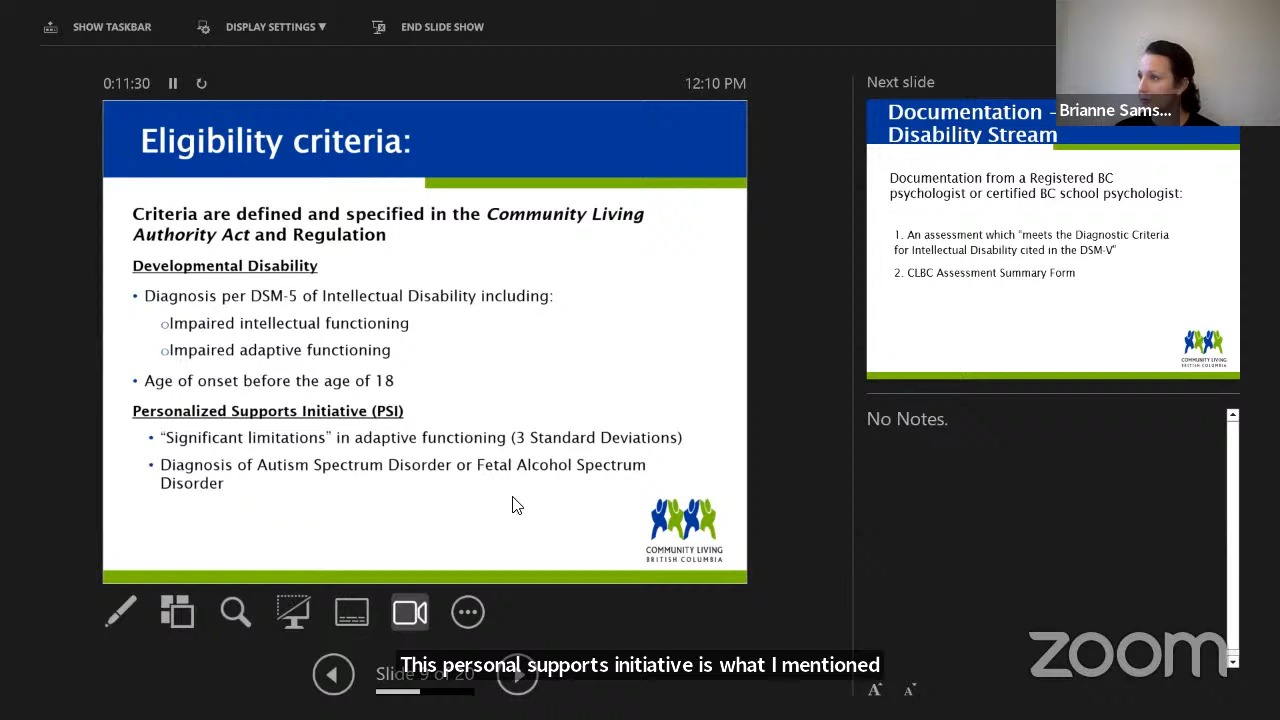 SHOW TASKBAR
DISPLAY SETTINGS ▼
END SLIDE SHOW
0:11:30
12:10 PM
Eligibility criteria:
Criteria are defined and specified in the Community Living
Authority Act and Regulation
Developmental Disability
• Diagnosis per DSM-5 of Intellectual Disability including:
oImpaired intellectual functioning
oImpaired adaptive functioning
• Age of onset before the age of 18
Personalized Supports Initiative (PSI)
• “Significant limitations” in adaptive functioning (3 Standard Deviations)
• Diagnosis of Autism Spectrum Disorder or Fetal Alcohol Spectrum
Disorder
COMMUNITY LIVING
BRITISH COLUMBIA
Next slide
Brianne Sams...
Documentation –
Disability Stream
Documentation from a Registered BC
psychologist or certified BC school psychologist:
1. An assessment which “meets the Diagnostic Criteria
for Intellectual Disability cited in the DSM-V”
2. CLBC Assessment Summary Form
COMMUNITY LIVING
BRITISH COLUMBIA
No Notes.
This personal supports initiative is what I mentioned
Slide 9 of 20
A A
zoom